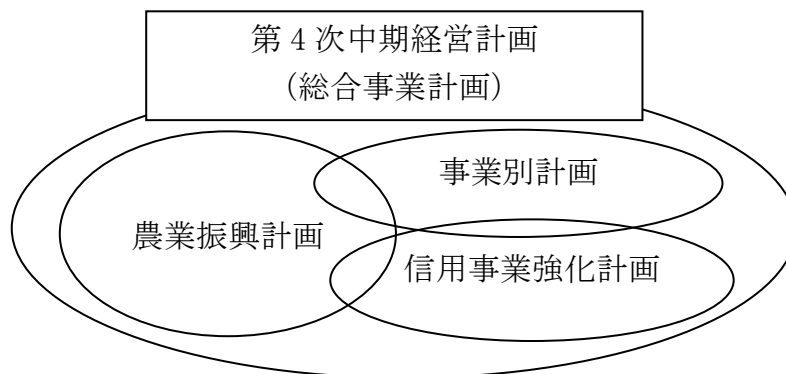 第４次中期経営計画
（総合事業計画）
事業別計画
農業振興計画
信用事業強化計画